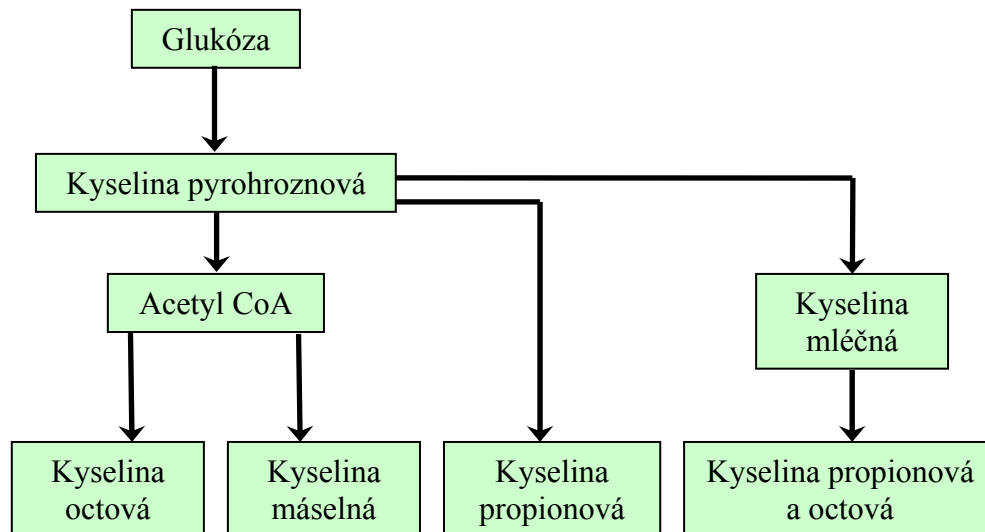 Glukóza
Kyselina pyrohroznová
Acetyl CoA
Kyselina
mléčná
Kyselina
octová
Kyselina
máselná
Kyselina
propionová
Kyselina propionová
a octová